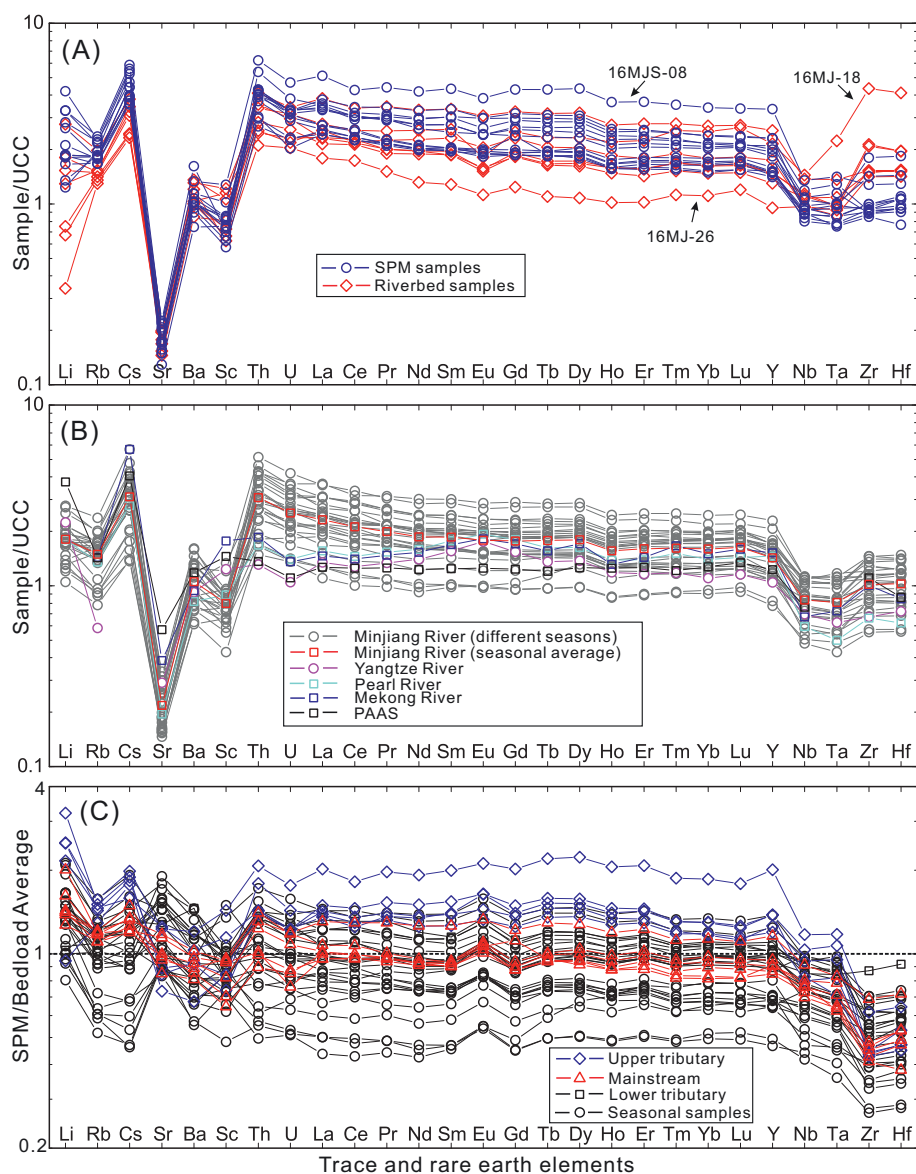 10
(A)
16MJS-08
16MJ-18
Sample/UCC
1
16MJ-26
SPM samples
Riverbed samples
Li Rb Cs Sr Ba Sc Th U La Ce Pr Nd Sm Eu Gd Tb Dy Ho Er Tm Yb Lu Y Nb Ta Zr Hf
0.1
10
(B)
Sample/UCC
1
Minjiang River (different seasons)
Minjiang River (seasonal average)
Yangtze River
Pearl River
Mekong River
PAAS
Li Rb Cs Sr Ba Sc Th U La Ce Pr Nd Sm Eu Gd Tb Dy Ho Er Tm Yb Lu Y Nb Ta Zr Hf
0.1
4
(C)
SPM/Bedload Average
1
Upper tributary
Mainstream
Lower tributary
Seasonal samples
Li Rb Cs Sr Ba Sc Th U La Ce Pr Nd Sm Eu Gd Tb Dy Ho Er Tm Yb Lu Y Nb Ta Zr Hf
0.2
Trace and rare earth elements